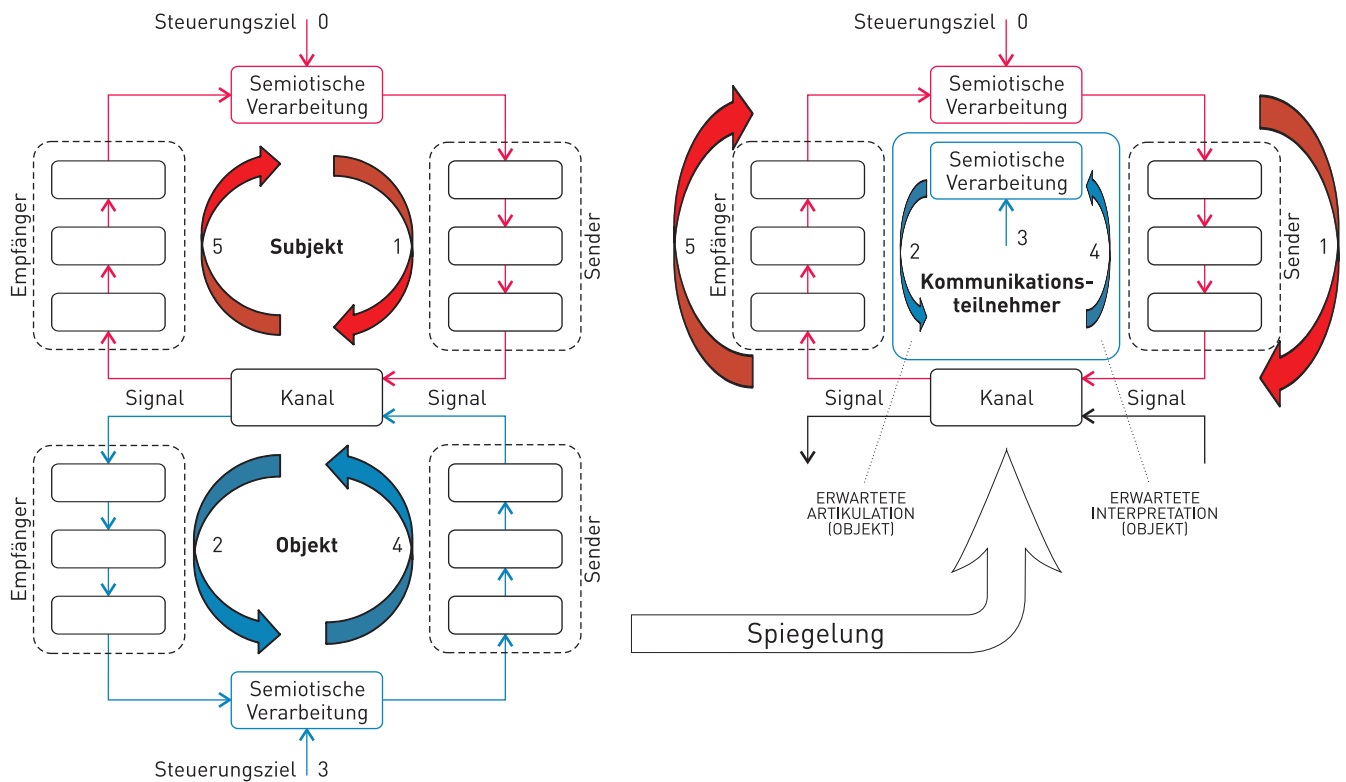 Steuerungsziel 0
Semiotische
Verarbeitung
Empfänger
5
Subjekt
1
Sender
Signal
Kanal
Signal
Empfänger
2
Objekt
4
Sender
Semiotische
Verarbeitung
Steuerungsziel 3
Steuerungsziel 0
Semiotische
Verarbeitung
Semiotische
Verarbeitung
5
Empfänger
2
3
4
Kommunikations-
teilnehmer
Sender
1
Signal
Kanal
Signal
ERWARTETE
ARTIKULATION
(OBJEKT)
ERWARTETE
INTERPRETATION
(OBJEKT)
Spiegelung